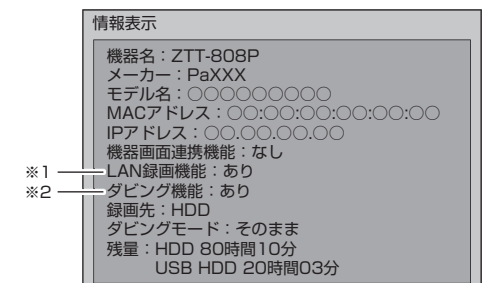 情報表示
機器名：ZTT-808P
メーカー：PaXXX
モデル名：○○○○○○○○○
MACアドレス：○○:○○:○○:○○:○○:○○
IPアドレス：○○.○○.○○.○○
機器画面連携機能：なし
※1 LAN録画機能：あり
※2 ダビング機能：あり
録画先：HDD
ダビングモード：そのまま
残量：HDD 80時間10分
USB HDD 20時間03分